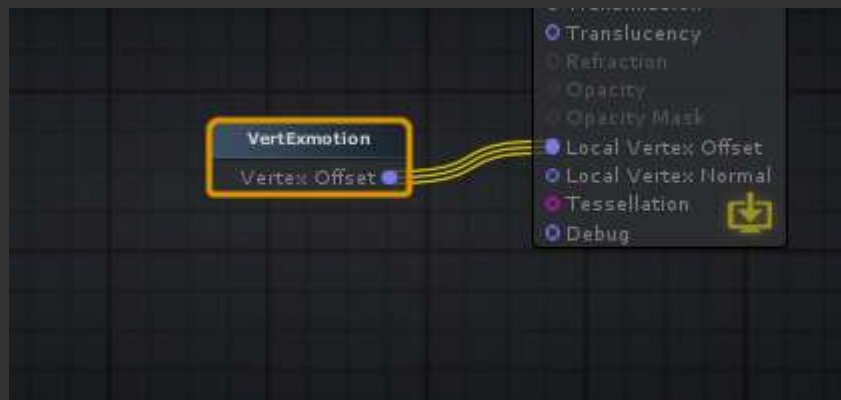 Translucency
Refraction
Opacity
Opacity Mask
VertExmotion
Vertex Offset
Local Vertex Offset
Local Vertex Normal
Tessellation
Debug